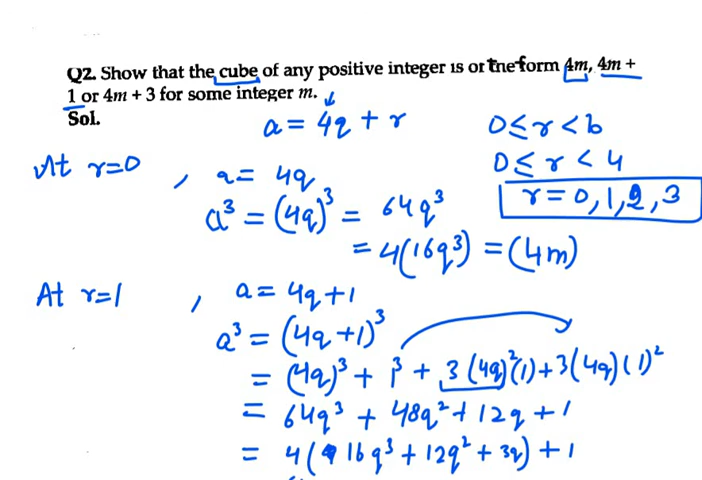 Q2. Show that the cube of any positive integer is of the form 4m, 4m +
1 or 4m + 3 for some integer m.
Sol.
a = 4q + r
0 ≤ r < b
At r=0 , a = 4q
0 ≤ r < 4
r = 0, 1, 2, 3
a³ = (4q)³ = 64q³
= 4(16q³) = (4m)
At r=1 , a = 4q+1
a³ = (4q+1)³
= (4q)³ + 1³ + 3(4q)²(1) + 3(4q)(1)²
= 64q³ + 48q² + 12q + 1
= 4(16q³ + 12q² + 3q) + 1